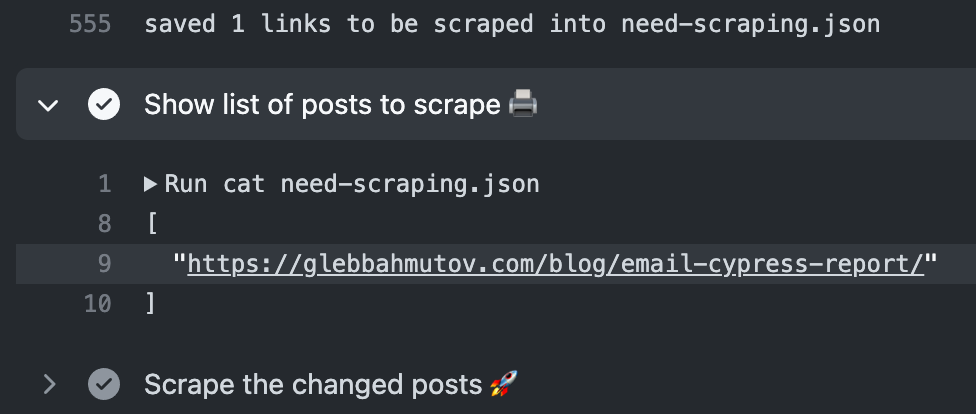 555 saved 1 links to be scraped into need-scraping.json
Show list of posts to scrape 🖨️
1 ▶ Run cat need-scraping.json
8 [
9 "https://glebbahmutov.com/blog/email-cypress-report/"
10 ]
Scrape the changed posts 🚀